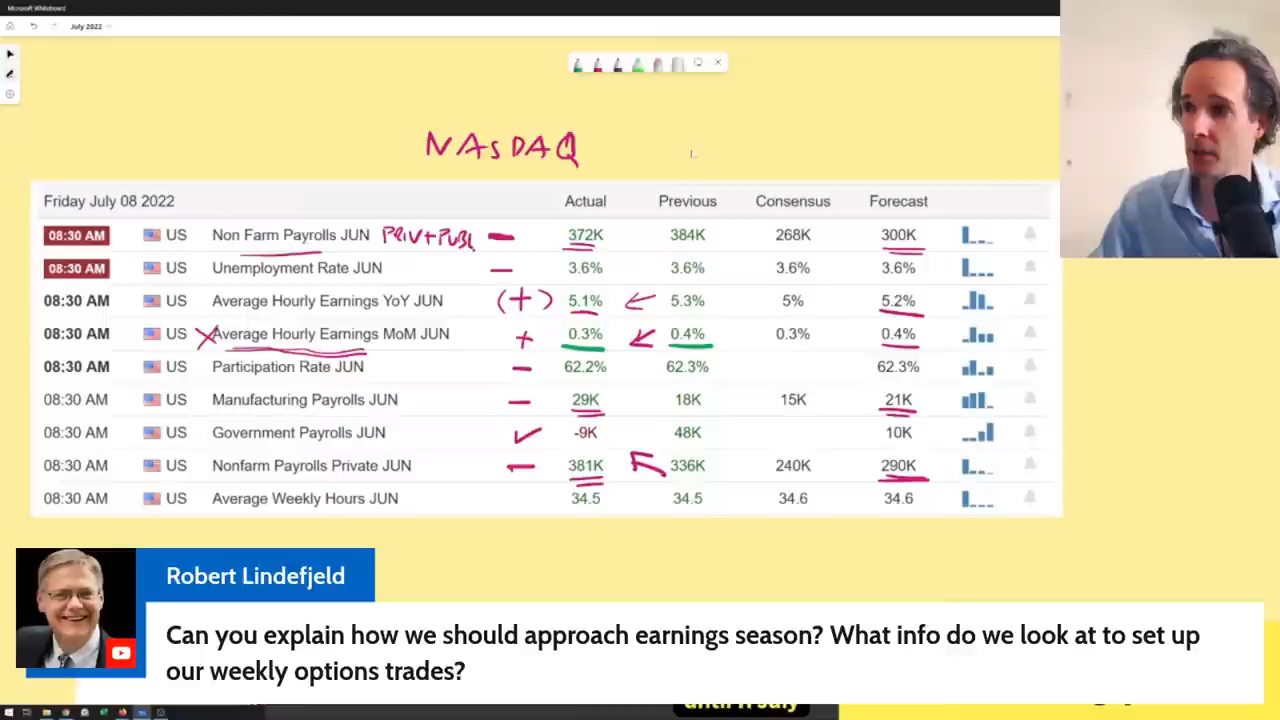 Microsoft Whiteboard
July 2022
NASDAQ
Friday July 08 2022 Actual Previous Consensus Forecast
08:30 AM US Non Farm Payrolls JUN PRIV+PUBL - 372K 384K 268K 300K
08:30 AM US Unemployment Rate JUN - 3.6% 3.6% 3.6% 3.6%
08:30 AM US Average Hourly Earnings YoY JUN (+) 5.1% 5.3% 5% 5.2%
08:30 AM US Average Hourly Earnings MoM JUN + 0.3% 0.4% 0.3% 0.4%
08:30 AM US Participation Rate JUN - 62.2% 62.3% 62.3%
08:30 AM US Manufacturing Payrolls JUN - 29K 18K 15K 21K
08:30 AM US Government Payrolls JUN -9K 48K 10K
08:30 AM US Nonfarm Payrolls Private JUN - 381K 336K 240K 290K
08:30 AM US Average Weekly Hours JUN 34.5 34.5 34.6 34.6
Robert Lindefjeld
Can you explain how we should approach earnings season? What info do we look at to set up
our weekly options trades?